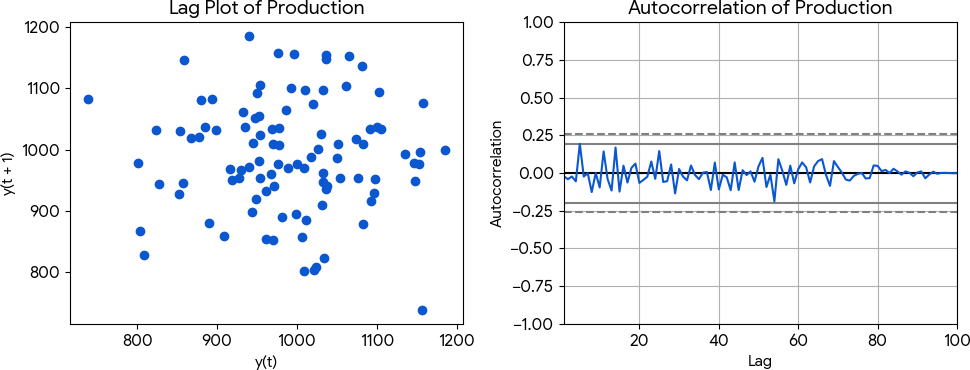 Lag Plot of Production
1200
1100
1000
900
800
y(t + 1)
800 900 1000 1100 1200
y(t)
Autocorrelation of Production
1.00
0.75
0.50
0.25
0.00
−0.25
−0.50
−0.75
−1.00
Autocorrelation
20 40 60 80 100
Lag